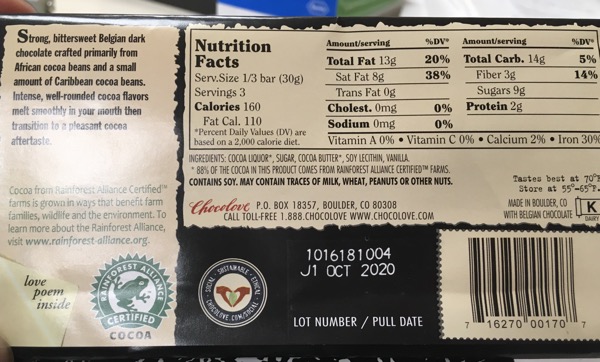 Strong, bittersweet Belgian dark
chocolate crafted primarily from
African cocoa beans and a small
amount of Caribbean cocoa beans.
Intense, well-rounded cocoa flavors
melt smoothly in your mouth then
transition to a pleasant cocoa
aftertaste.
Cocoa from Rainforest Alliance Certified™
farms is grown in ways that benefit farm
families, wildlife and the environment. To
learn more about the Rainforest Alliance,
visit www.rainforest-alliance.org.
love
poem
inside
RAINFOREST ALLIANCE
CERTIFIED
COCOA
Nutrition
Facts
Serv.Size 1/3 bar (30g)
Servings 3
Calories 160
Fat Cal. 110
*Percent Daily Values (DV) are
based on a 2,000 calorie diet.
Amount/serving %DV*
Total Fat 13g 20%
Sat Fat 8g 38%
Trans Fat 0g
Cholest. 0mg 0%
Sodium 0mg 0%
Amount/serving %DV*
Total Carb. 14g 5%
Fiber 3g 14%
Sugars 9g
Protein 2g
Vitamin A 0% • Vitamin C 0% • Calcium 2% • Iron 30%
INGREDIENTS: COCOA LIQUOR*, SUGAR, COCOA BUTTER*, SOY LECITHIN, VANILLA.
* 88% OF THE COCOA IN THIS PRODUCT COMES FROM RAINFOREST ALLIANCE CERTIFIED™ FARMS.
CONTAINS SOY. MAY CONTAIN TRACES OF MILK, WHEAT, PEANUTS OR OTHER NUTS.
Chocolove P.O. BOX 18357, BOULDER, CO 80308
CALL TOLL-FREE 1.888.CHOCOLOVE WWW.CHOCOLOVE.COM
Tastes best at 70°F
Store at 55°-65°F.
MADE IN BOULDER, CO
WITH BELGIAN CHOCOLATE
K
DAIRY
SOCIAL · SUSTAINABLE · ETHICAL
CHOCOLOVE.COM/SOCIAL
1016181004
J1 OCT 2020
LOT NUMBER / PULL DATE
7 16270 00170 7